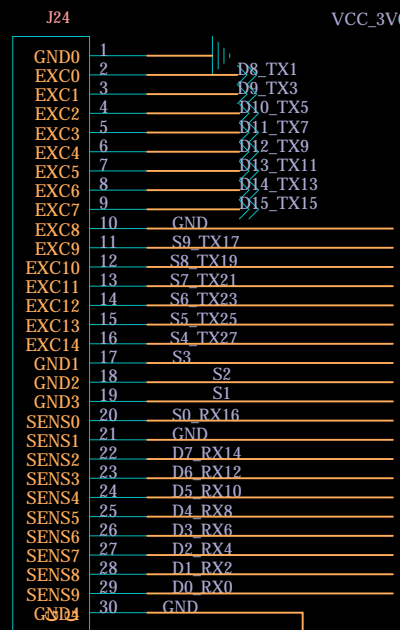 J24
VCC_3V
GND0 1
EXC0 2 D8_TX1
EXC1 3 D9_TX3
EXC2 4 D10_TX5
EXC3 5 D11_TX7
EXC4 6 D12_TX9
EXC5 7 D13_TX11
EXC6 8 D14_TX13
EXC7 9 D15_TX15
EXC8 10 GND
EXC9 11 S9_TX17
EXC10 12 S8_TX19
EXC11 13 S7_TX21
EXC12 14 S6_TX23
EXC13 15 S5_TX25
EXC14 16 S4_TX27
GND1 17 S3
GND2 18 S2
GND3 19 S1
SENS0 20 S0_RX16
SENS1 21 GND
SENS2 22 D7_RX14
SENS3 23 D6_RX12
SENS4 24 D5_RX10
SENS5 25 D4_RX8
SENS6 26 D3_RX6
SENS7 27 D2_RX4
SENS8 28 D1_RX2
SENS9 29 D0_RX0
GND4 30 GND